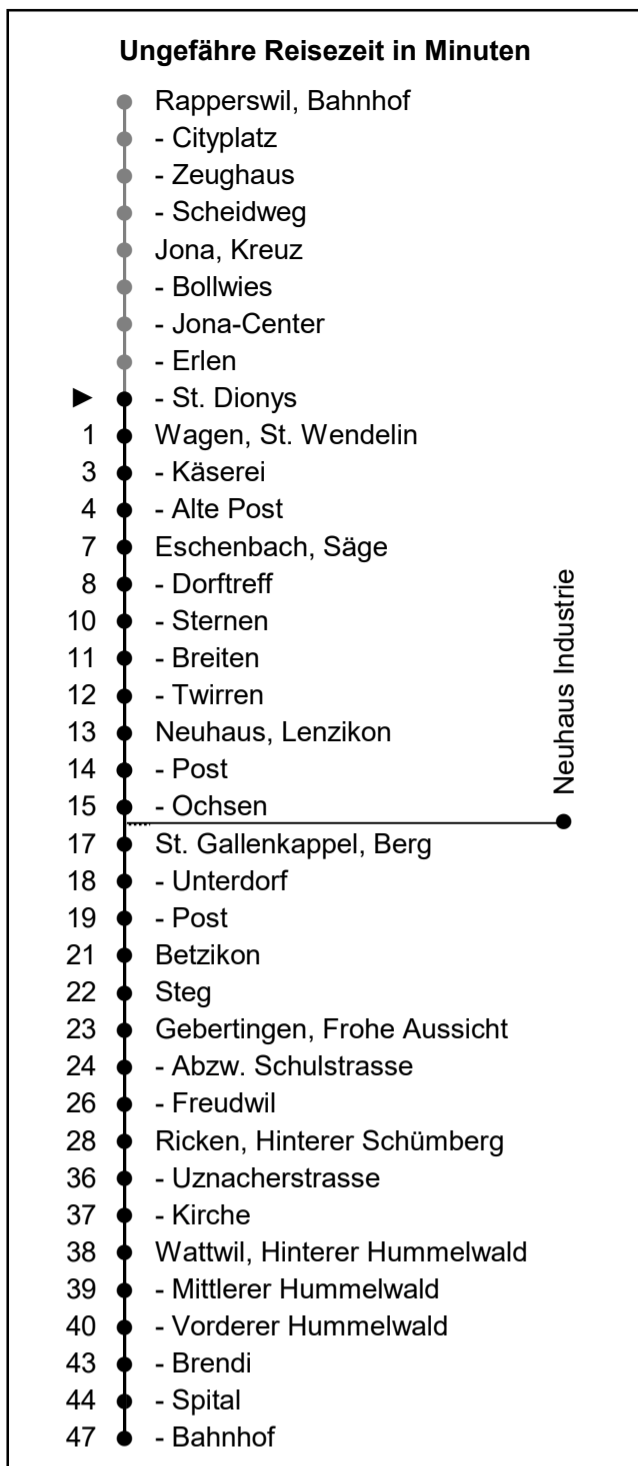 Ungefähre Reisezeit in Minuten
Rapperswil, Bahnhof
- Cityplatz
- Zeughaus
- Scheidweg
Jona, Kreuz
- Bollwies
- Jona-Center
- Erlen
- St. Dionys
1 Wagen, St. Wendelin
3 - Käserei
4 - Alte Post
7 Eschenbach, Säge
8 - Dorftreff
10 - Sternen
11 - Breiten
12 - Twirren
13 Neuhaus, Lenzikon
14 - Post
15 - Ochsen
Neuhaus Industrie
17 St. Gallenkappel, Berg
18 - Unterdorf
19 - Post
21 Betzikon
22 Steg
23 Gebertingen, Frohe Aussicht
24 - Abzw. Schulstrasse
26 - Freudwil
28 Ricken, Hinterer Schümberg
36 - Uznacherstrasse
37 - Kirche
38 Wattwil, Hinterer Hummelwald
39 - Mittlerer Hummelwald
40 - Vorderer Hummelwald
43 - Brendi
44 - Spital
47 - Bahnhof